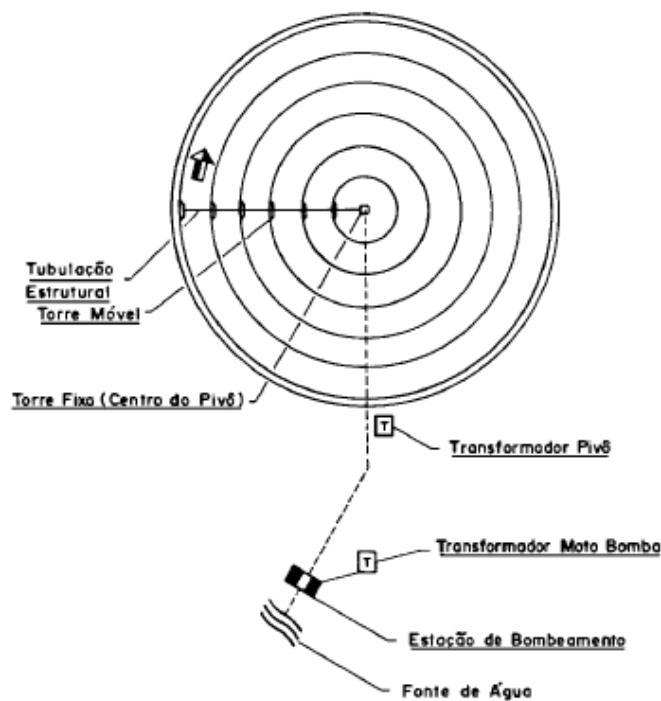 Tubulação
Estrutural
Torre Móvel
Torre Fixa (Centro do Pivô)
T
Transformador Pivô
T
Transformador Moto Bomba
Estação de Bombeamento
Fonte de Água